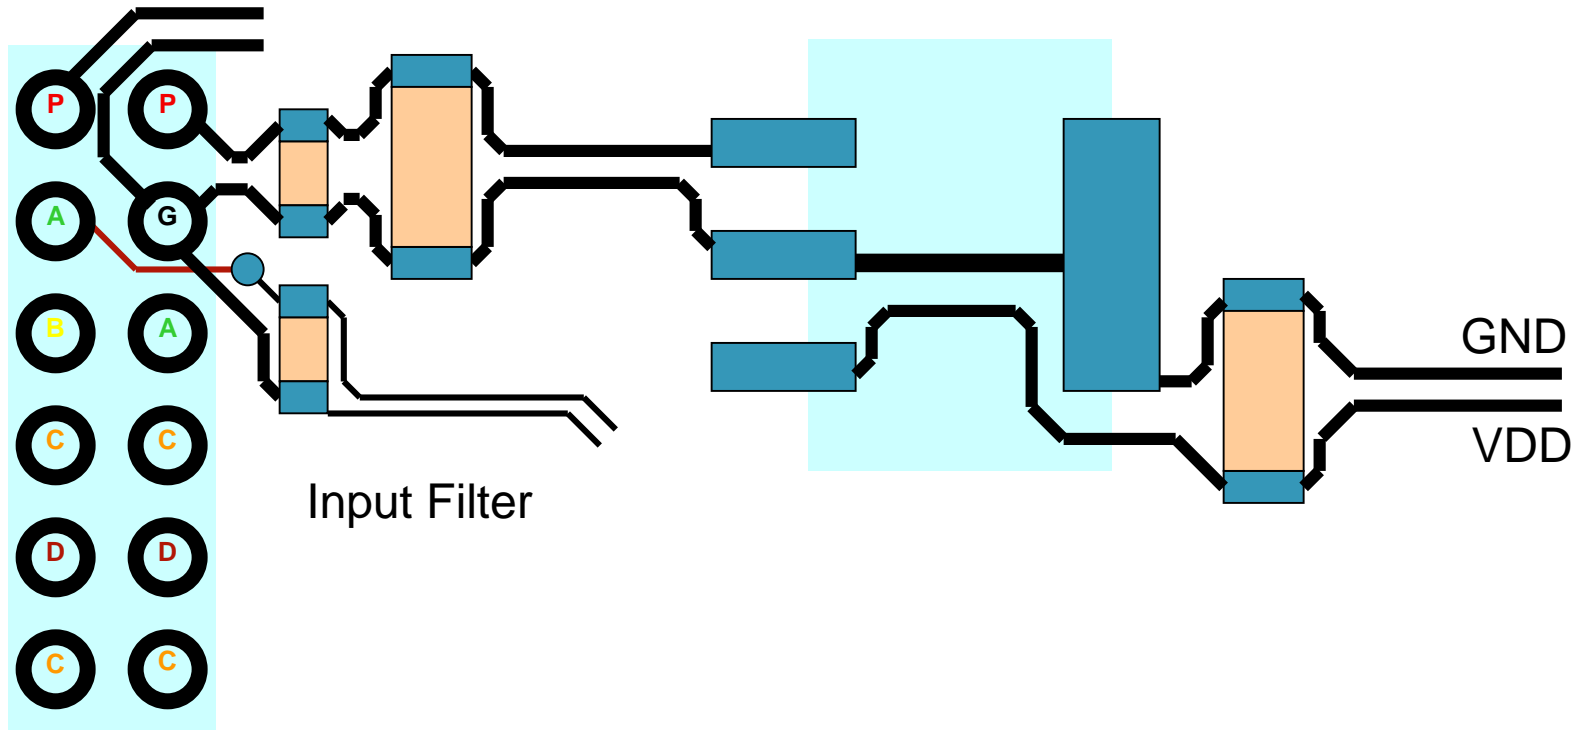 P P
A G
B A
C C
D D
C C
Input Filter
GND
VDD